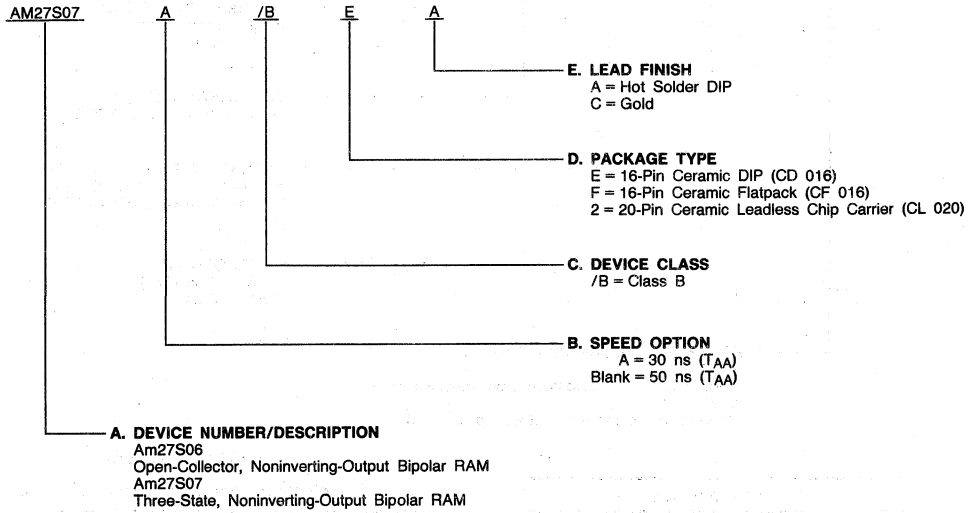 AM27S07 A /B E A
E. LEAD FINISH
A = Hot Solder DIP
C = Gold
D. PACKAGE TYPE
E = 16-Pin Ceramic DIP (CD 016)
F = 16-Pin Ceramic Flatpack (CF 016)
2 = 20-Pin Ceramic Leadless Chip Carrier (CL 020)
C. DEVICE CLASS
/B = Class B
B. SPEED OPTION
A = 30 ns (TAA)
Blank = 50 ns (TAA)
A. DEVICE NUMBER/DESCRIPTION
Am27S06
Open-Collector, Noninverting-Output Bipolar RAM
Am27S07
Three-State, Noninverting-Output Bipolar RAM